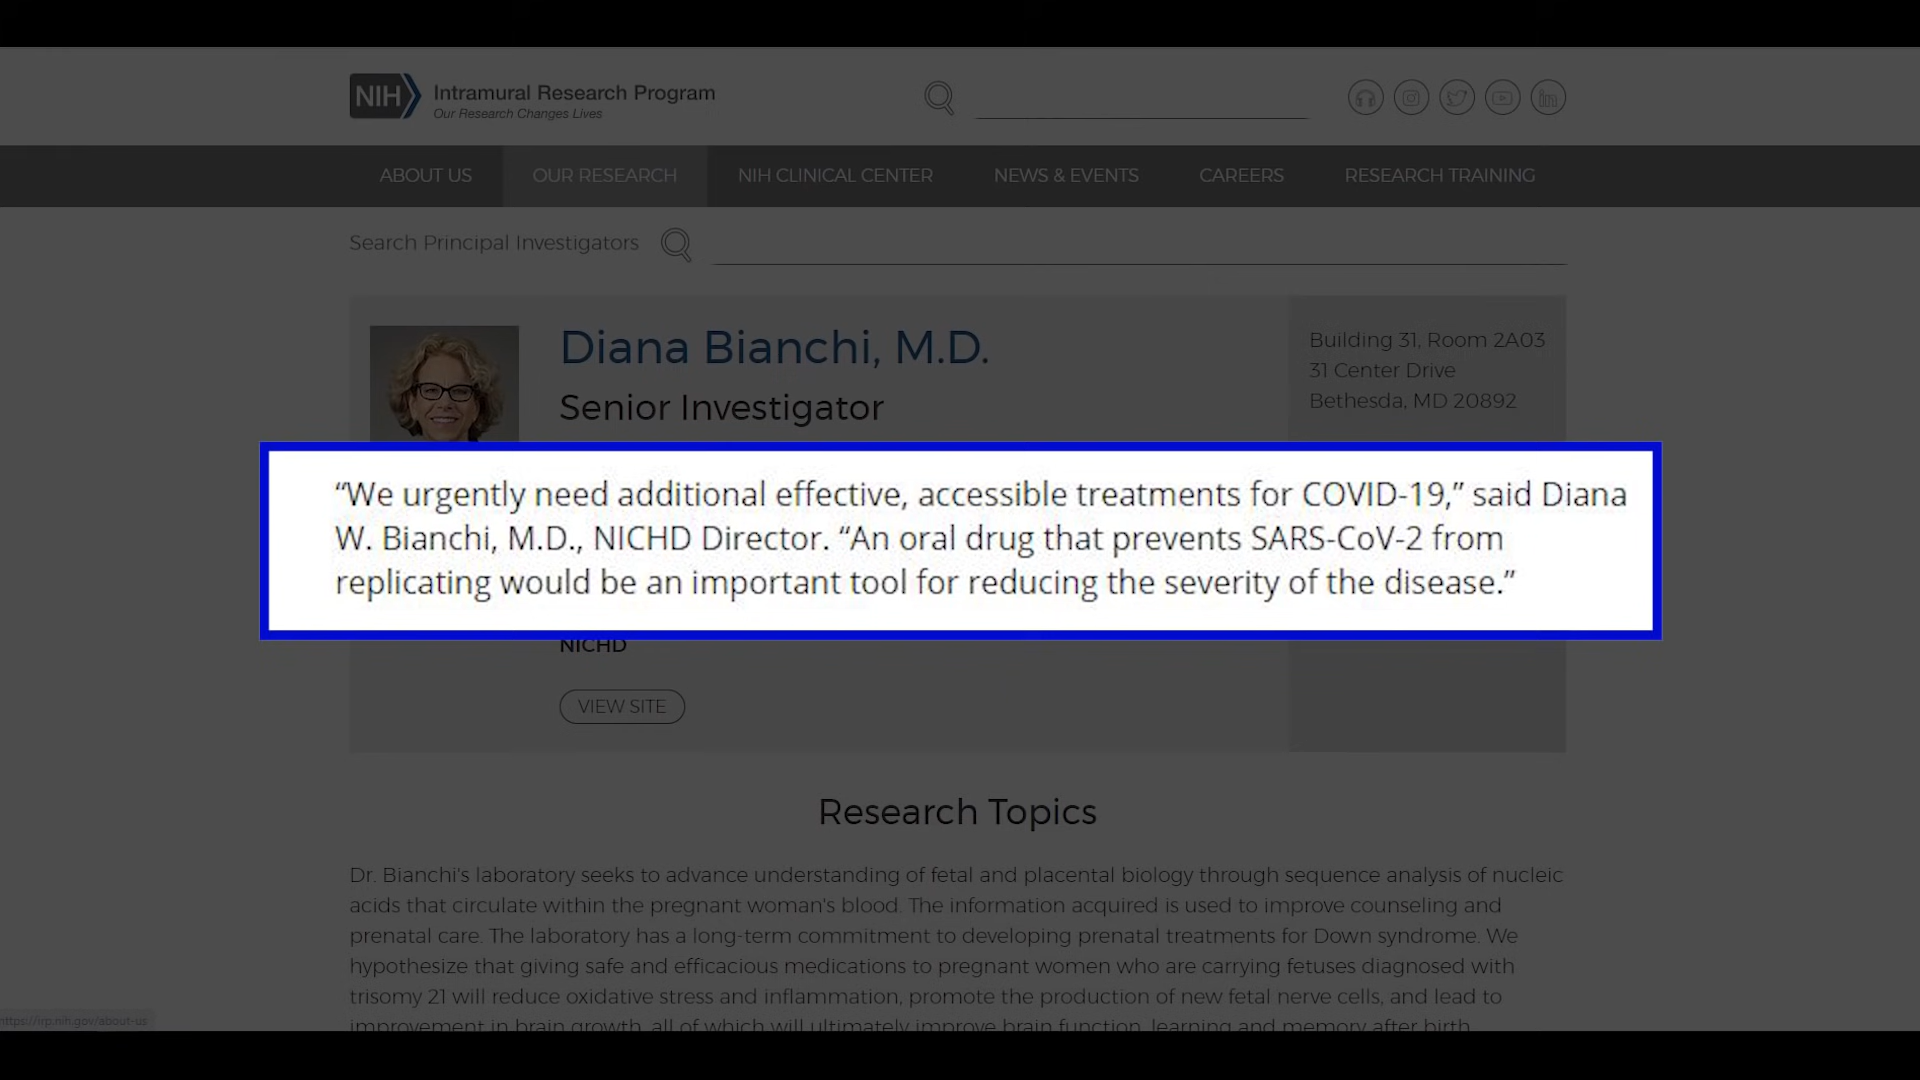 NIH Intramural Research Program
Our Research Changes Lives
ABOUT US OUR RESEARCH NIH CLINICAL CENTER NEWS & EVENTS CAREERS RESEARCH TRAINING
Search Principal Investigators
Diana Bianchi, M.D.
Senior Investigator
Building 31, Room 2A03
31 Center Drive
Bethesda, MD 20892
“We urgently need additional effective, accessible treatments for COVID-19,” said Diana
W. Bianchi, M.D., NICHD Director. “An oral drug that prevents SARS-CoV-2 from
replicating would be an important tool for reducing the severity of the disease.”
NICHD
VIEW SITE
Research Topics
Dr. Bianchi's laboratory seeks to advance understanding of fetal and placental biology through sequence analysis of nucleic
acids that circulate within the pregnant woman's blood. The information acquired is used to improve counseling and
prenatal care. The laboratory has a long-term commitment to developing prenatal treatments for Down syndrome. We
hypothesize that giving safe and efficacious medications to pregnant women who are carrying fetuses diagnosed with
trisomy 21 will reduce oxidative stress and inflammation, promote the production of new fetal nerve cells, and lead to
improvement in brain growth, all of which will ultimately improve brain function, learning and memory after birth.
https://irp.nih.gov/about-us